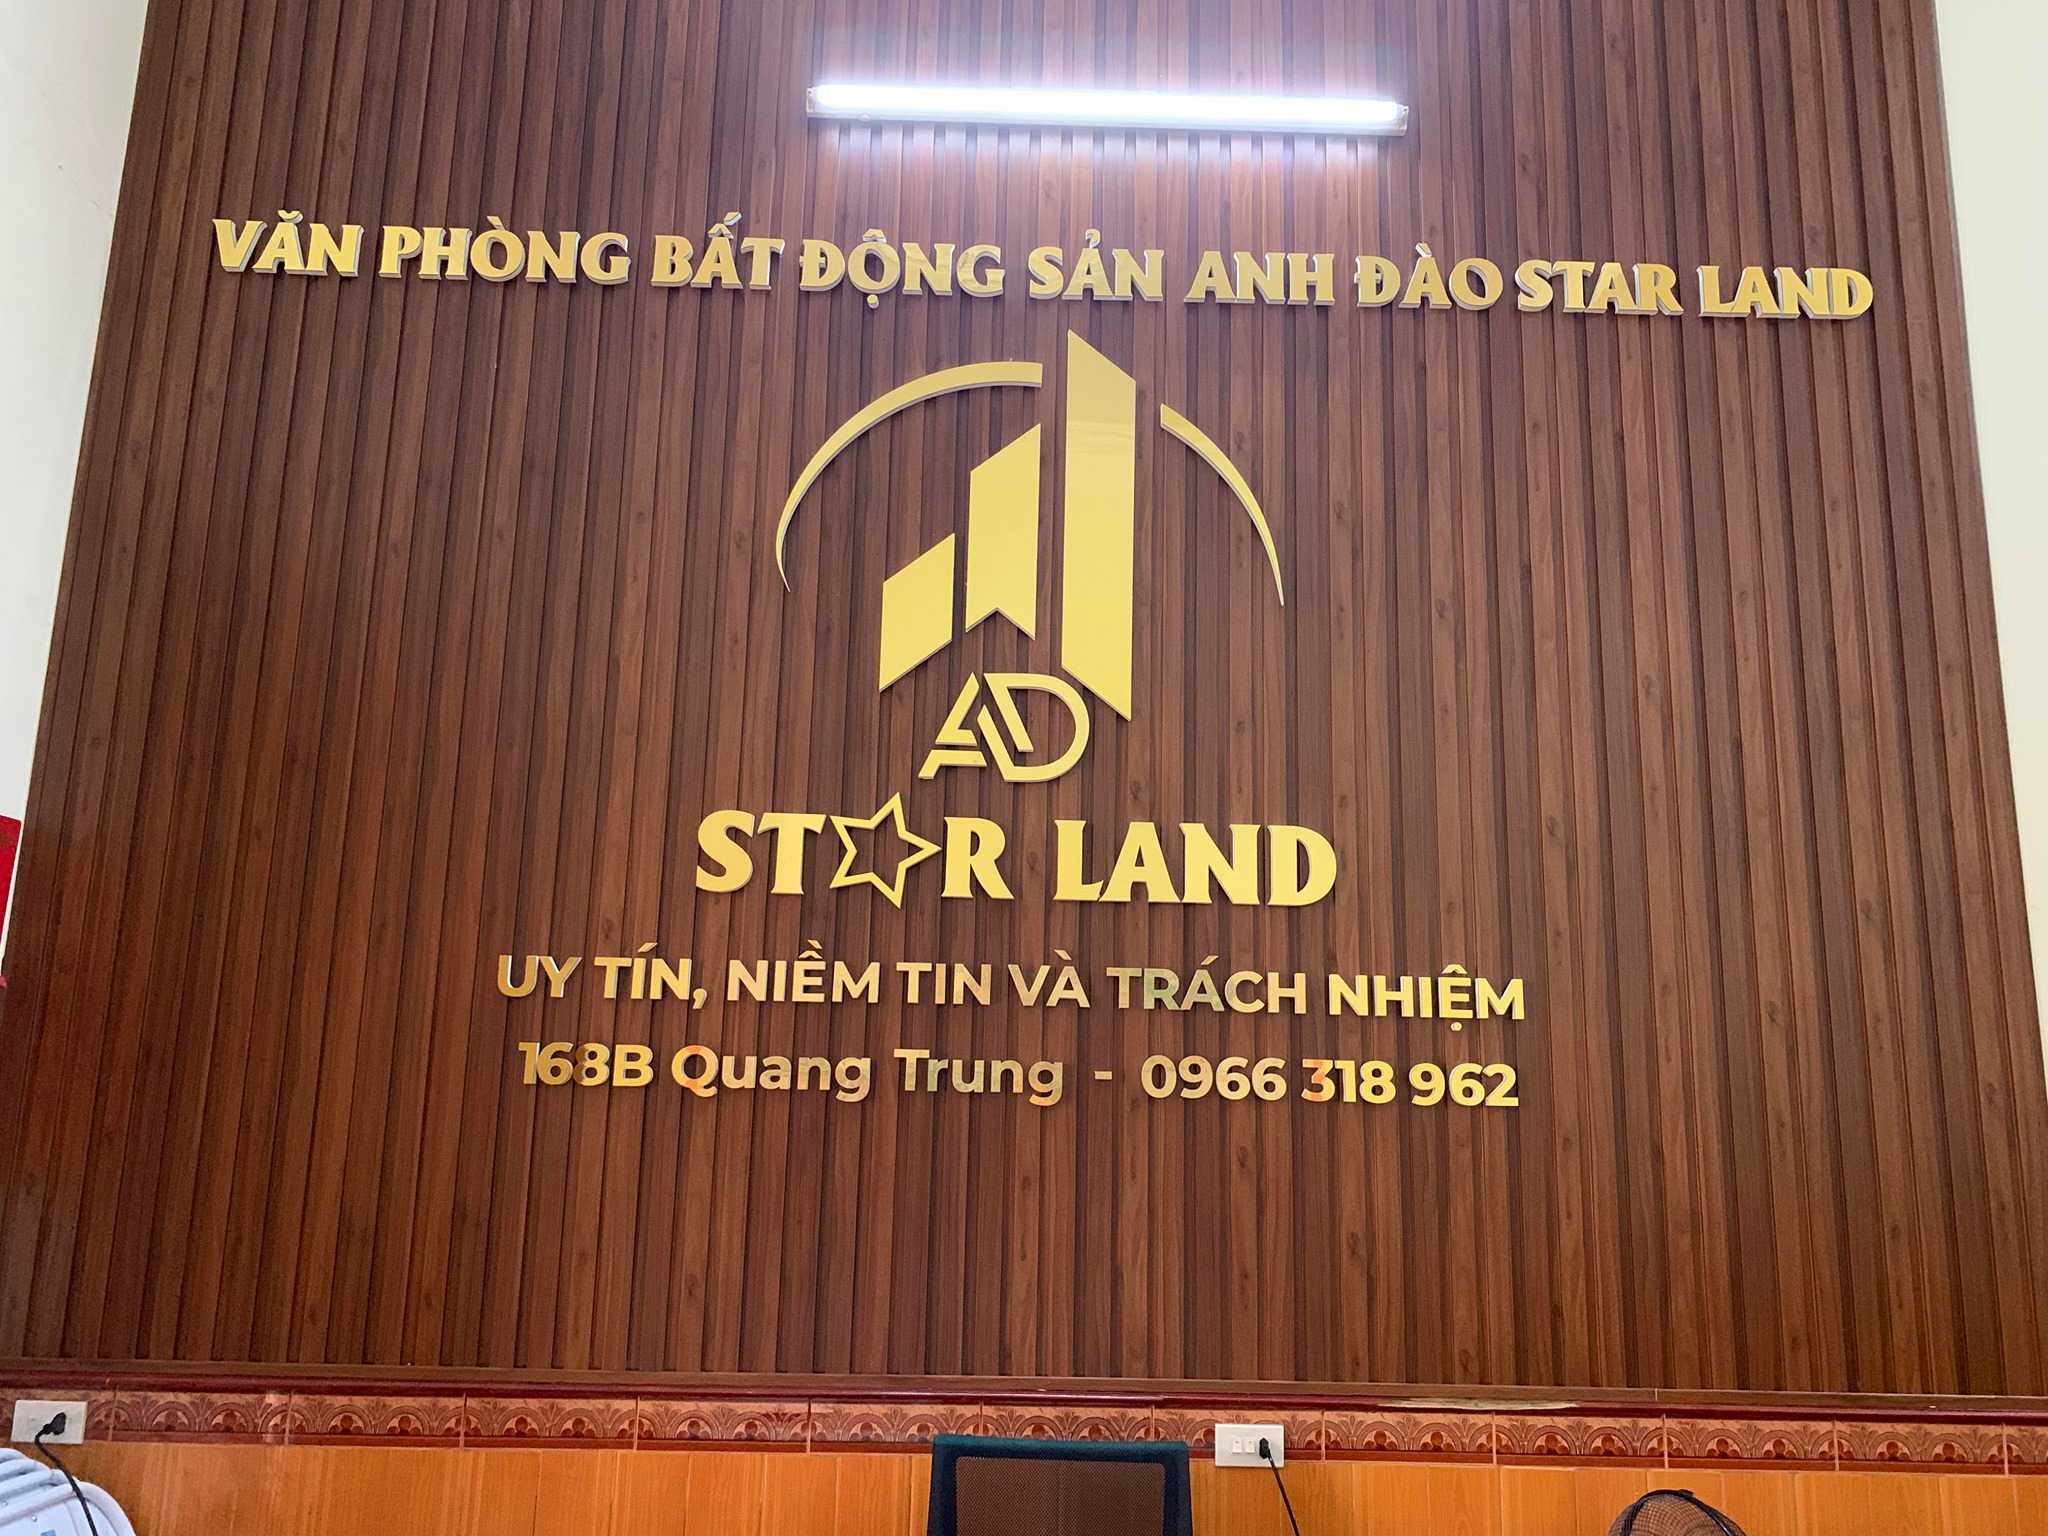 VĂN PHÒNG BẤT ĐỘNG SẢN ANH ĐÀO STAR LAND
AD
STAR LAND
UY TÍN, NIỀM TIN VÀ TRÁCH NHIỆM
168B Quang Trung - 0966 318 962